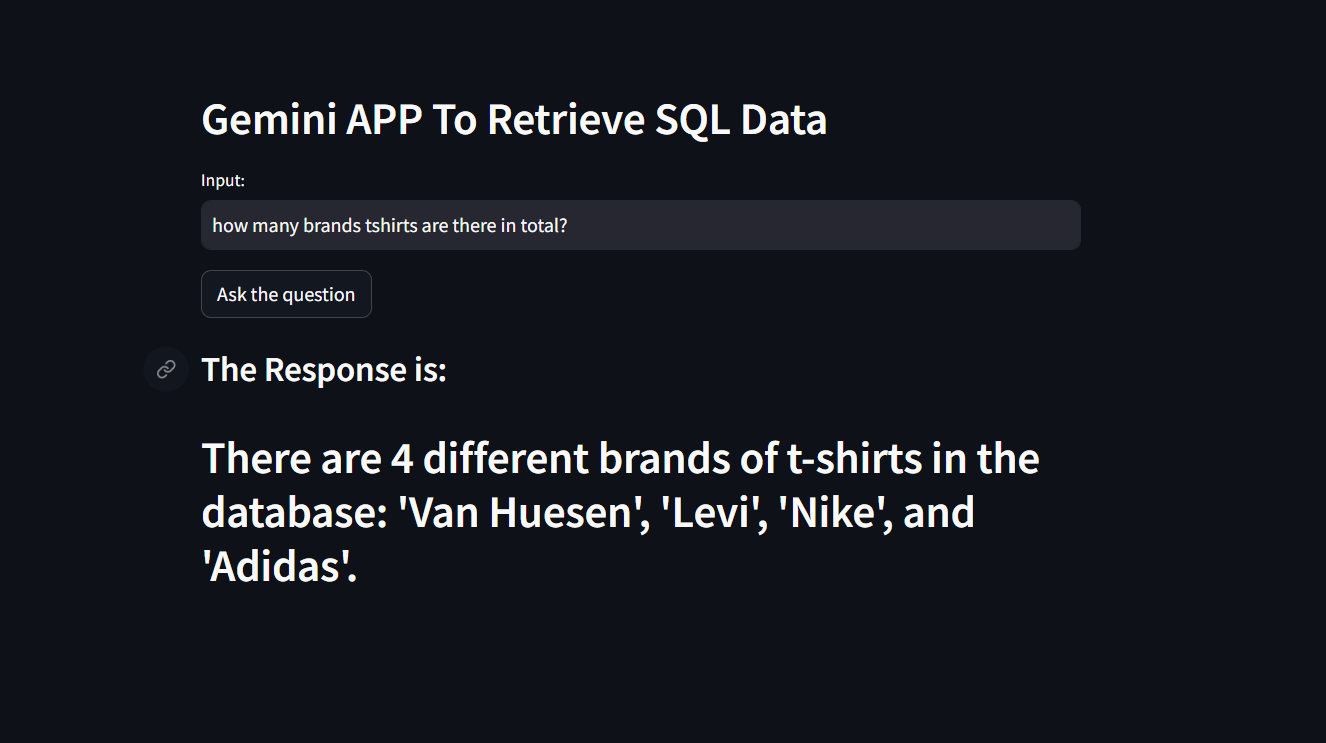 Gemini APP To Retrieve SQL Data
Input:
how many brands tshirts are there in total?
Ask the question
The Response is:
There are 4 different brands of t-shirts in the
database: 'Van Huesen', 'Levi', 'Nike', and
'Adidas'.